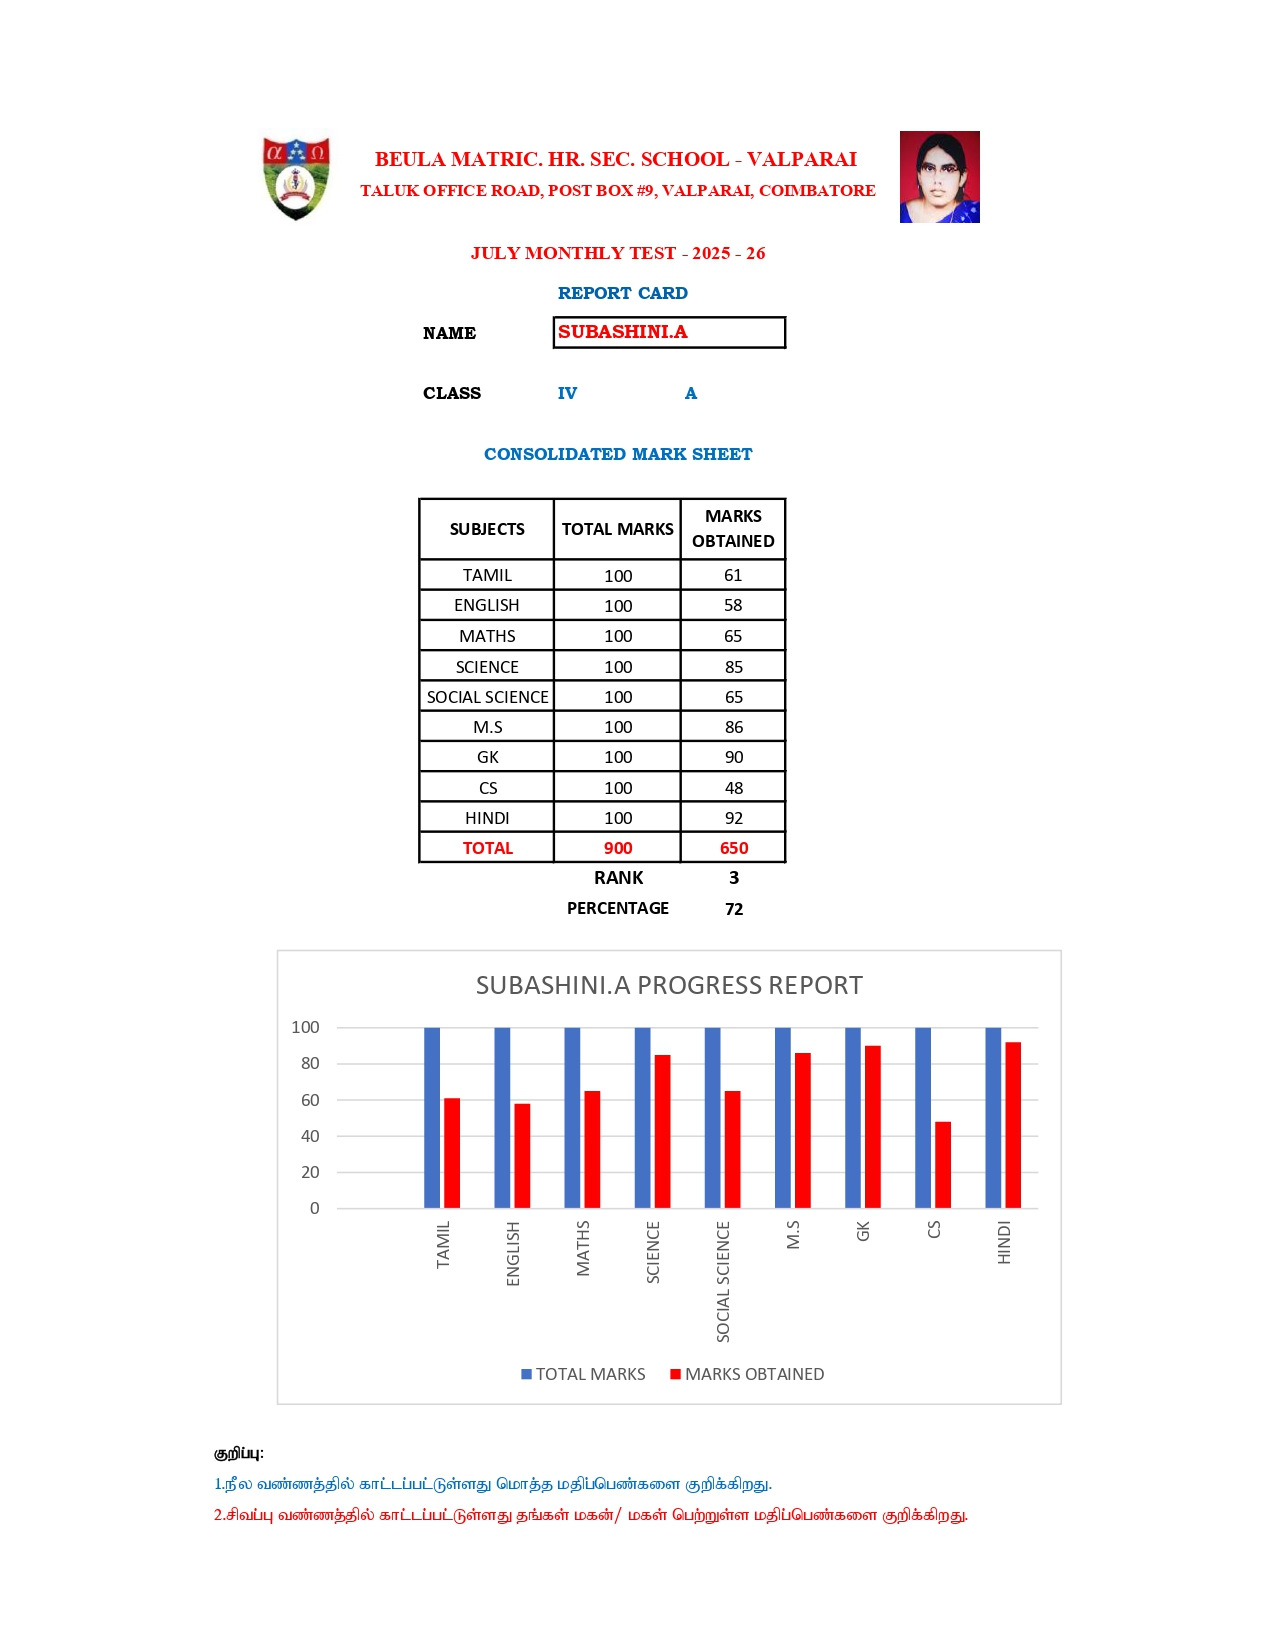 α Ω
BEULA MATRIC. HR. SEC. SCHOOL - VALPARAI
TALUK OFFICE ROAD, POST BOX #9, VALPARAI, COIMBATORE
JULY MONTHLY TEST - 2025 - 26
REPORT CARD
NAME SUBASHINI.A
CLASS IV A
CONSOLIDATED MARK SHEET
SUBJECTS TOTAL MARKS MARKS OBTAINED
TAMIL 100 61
ENGLISH 100 58
MATHS 100 65
SCIENCE 100 85
SOCIAL SCIENCE 100 65
M.S 100 86
GK 100 90
CS 100 48
HINDI 100 92
TOTAL 900 650
RANK 3
PERCENTAGE 72
SUBASHINI.A PROGRESS REPORT
100
80
60
40
20
0
TAMIL ENGLISH MATHS SCIENCE SOCIAL SCIENCE M.S GK CS HINDI
TOTAL MARKS MARKS OBTAINED
குறிப்பு:
1.நீல வண்ணத்தில் காட்டப்பட்டுள்ளது மொத்த மதிப்பெண்களை குறிக்கிறது.
2.சிவப்பு வண்ணத்தில் காட்டப்பட்டுள்ளது தங்கள் மகன்/ மகள் பெற்றுள்ள மதிப்பெண்களை குறிக்கிறது.